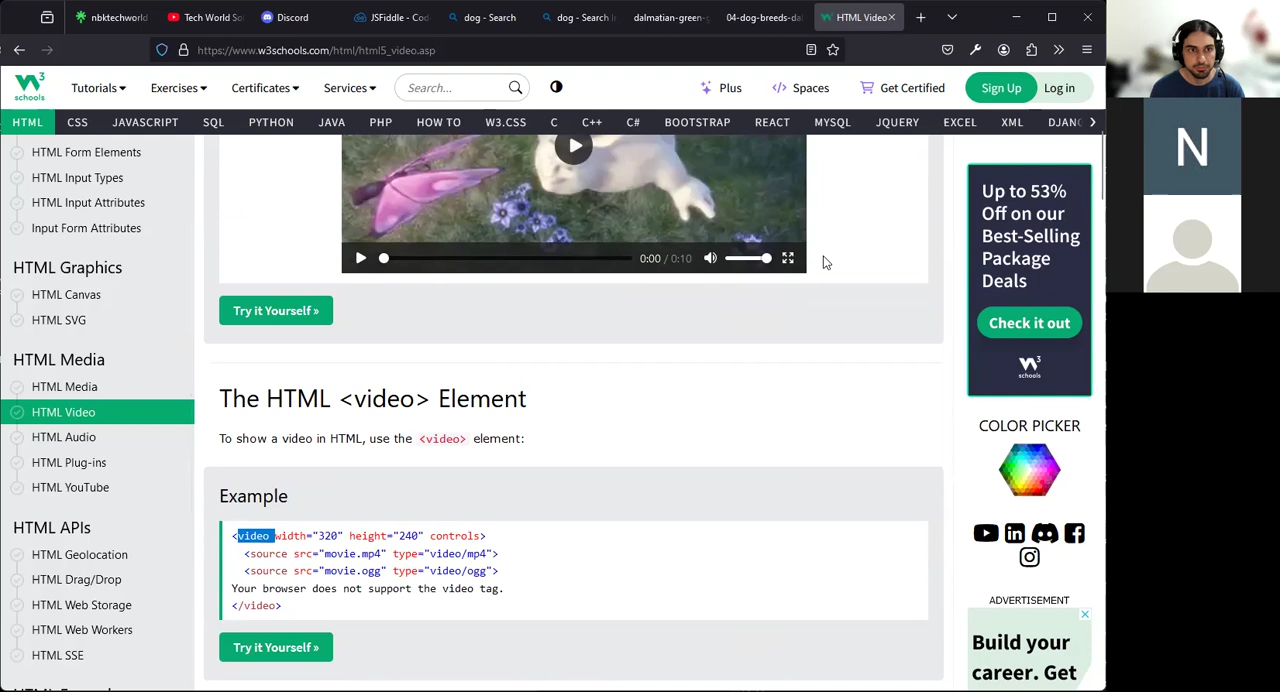 nbktechworld
Tech World So
Discord
JSFiddle - Cod
dog - Search
dog - Search I
dalmatian-green-g
04-dog-breeds-da
HTML Video
https://www.w3schools.com/html/html5_video.asp
W3 schools
Tutorials
Exercises
Certificates
Services
Search...
Plus
Spaces
Get Certified
Sign Up
Log in
HTML CSS JAVASCRIPT SQL PYTHON JAVA PHP HOW TO W3.CSS C C++ C# BOOTSTRAP REACT MYSQL JQUERY EXCEL XML DJANG
HTML Form Elements
HTML Input Types
HTML Input Attributes
Input Form Attributes
HTML Graphics
HTML Canvas
HTML SVG
HTML Media
HTML Media
HTML Video
HTML Audio
HTML Plug-ins
HTML YouTube
HTML APIs
HTML Geolocation
HTML Drag/Drop
HTML Web Storage
HTML Web Workers
HTML SSE
0:00 / 0:10
Try it Yourself »
The HTML <video> Element
To show a video in HTML, use the <video> element:
Example
<video width="320" height="240" controls>
<source src="movie.mp4" type="video/mp4">
<source src="movie.ogg" type="video/ogg">
Your browser does not support the video tag.
</video>
Try it Yourself »
Up to 53%
Off on our
Best-Selling
Package
Deals
Check it out
W3
schools
COLOR PICKER
ADVERTISEMENT
Build your
career. Get
N